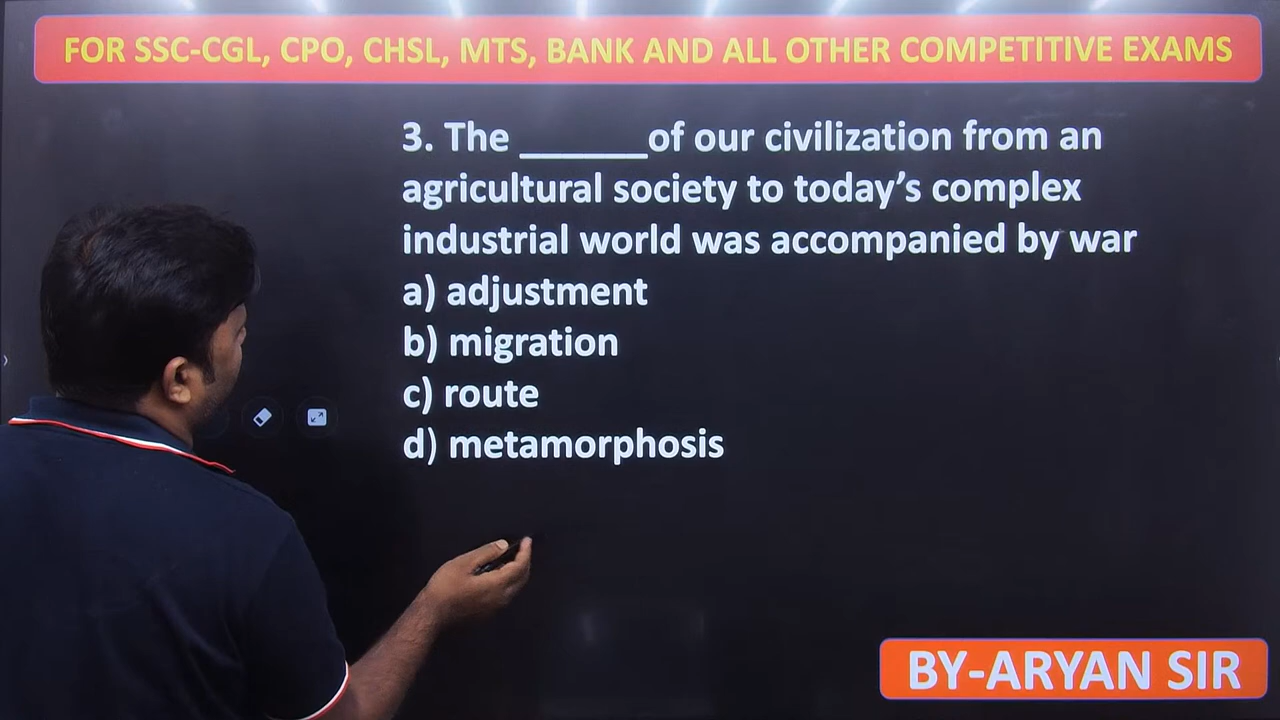 FOR SSC-CGL, CPO, CHSL, MTS, BANK AND ALL OTHER COMPETITIVE EXAMS
3. The ______of our civilization from an
agricultural society to today’s complex
industrial world was accompanied by war
a) adjustment
b) migration
c) route
d) metamorphosis
BY-ARYAN SIR